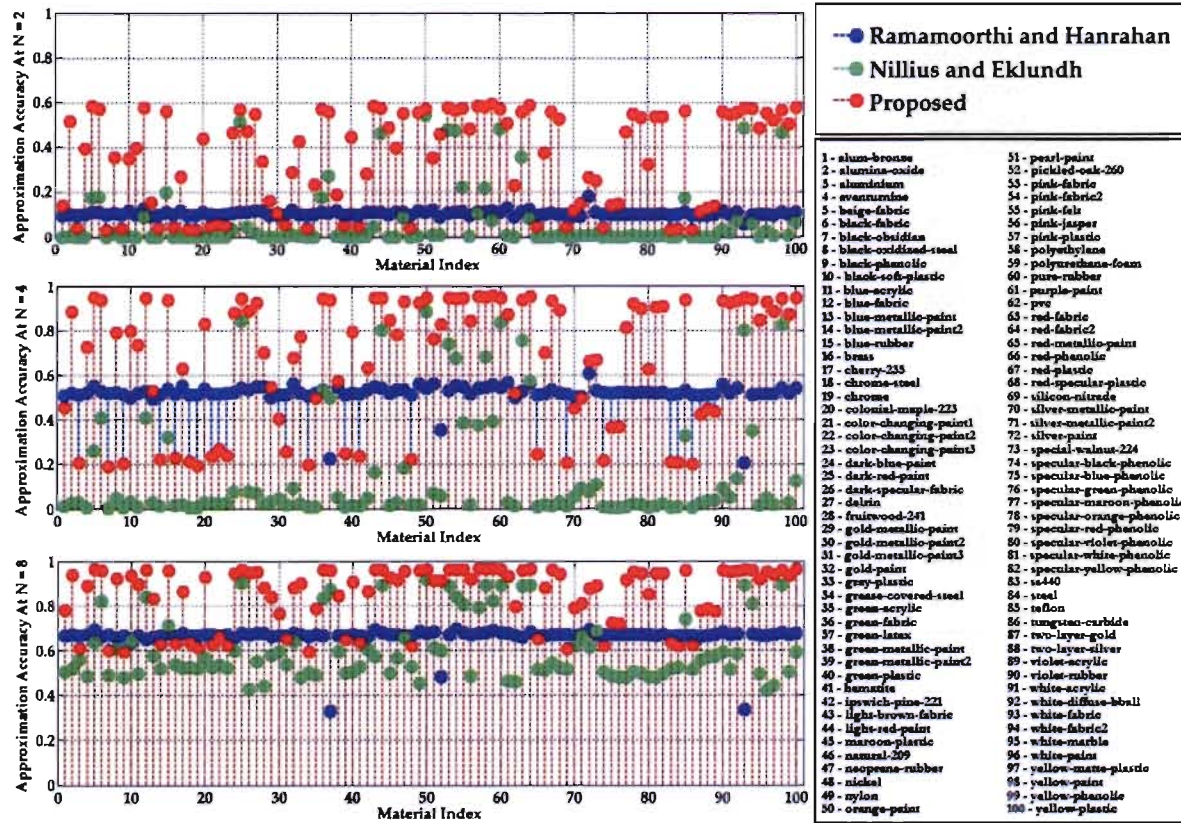 Approximation Accuracy At N = 2
1
0.8
0.6
0.4
0.2
0
0 10 20 30 40 50 60 70 80 90 100
Material Index
Approximation Accuracy At N = 4
1
0.8
0.6
0.4
0.2
0
0 10 20 30 40 50 60 70 80 90 100
Material Index
Approximation Accuracy At N = 8
1
0.8
0.6
0.4
0.2
0
0 10 20 30 40 50 60 70 80 90 100
Material Index
Ramamoorthi and Hanrahan
Nillius and Eklundh
Proposed
1 - alum-bronze
2 - alumina-oxide
3 - aluminium
4 - aventurnine
5 - beige-fabric
6 - black-fabric
7 - black-obsidian
8 - black-oxidized-steel
9 - black-phenolic
10 - black-soft-plastic
11 - blue-acrylic
12 - blue-fabric
13 - blue-metallic-paint
14 - blue-metallic-paint2
15 - blue-rubber
16 - brass
17 - cherry-235
18 - chrome-steel
19 - chrome
20 - colonial-maple-223
21 - color-changing-paint1
22 - color-changing-paint2
23 - color-changing-paint3
24 - dark-blue-paint
25 - dark-red-paint
26 - dark-specular-fabric
27 - delrin
28 - fruitwood-241
29 - gold-metallic-paint
30 - gold-metallic-paint2
31 - gold-metallic-paint3
32 - gold-paint
33 - gray-plastic
34 - grease-covered-steel
35 - green-acrylic
36 - green-fabric
37 - green-latex
38 - green-metallic-paint
39 - green-metallic-paint2
40 - green-plastic
41 - hematite
42 - ipswich-pine-221
43 - light-brown-fabric
44 - light-red-paint
45 - maroon-plastic
46 - natural-209
47 - neoprene-rubber
48 - nickel
49 - nylon
50 - orange-paint
51 - pearl-paint
52 - pickled-oak-260
53 - pink-fabric
54 - pink-fabric2
55 - pink-felt
56 - pink-jasper
57 - pink-plastic
58 - polyethylene
59 - polyurethane-foam
60 - pure-rubber
61 - purple-paint
62 - pvc
63 - red-fabric
64 - red-fabric2
65 - red-metallic-paint
66 - red-phenolic
67 - red-plastic
68 - red-specular-plastic
69 - silicon-nitrade
70 - silver-metallic-paint
71 - silver-metallic-paint2
72 - silver-paint
73 - special-walnut-224
74 - specular-black-phenolic
75 - specular-blue-phenolic
76 - specular-green-phenolic
77 - specular-maroon-phenolic
78 - specular-orange-phenolic
79 - specular-red-phenolic
80 - specular-violet-phenolic
81 - specular-white-phenolic
82 - specular-yellow-phenolic
83 - ss440
84 - steel
85 - teflon
86 - tungsten-carbide
87 - two-layer-gold
88 - two-layer-silver
89 - violet-acrylic
90 - violet-rubber
91 - white-acrylic
92 - white-diffuse-bball
93 - white-fabric
94 - white-fabric2
95 - white-marble
96 - white-paint
97 - yellow-matte-plastic
98 - yellow-paint
99 - yellow-phenolic
100 - yellow-plastic